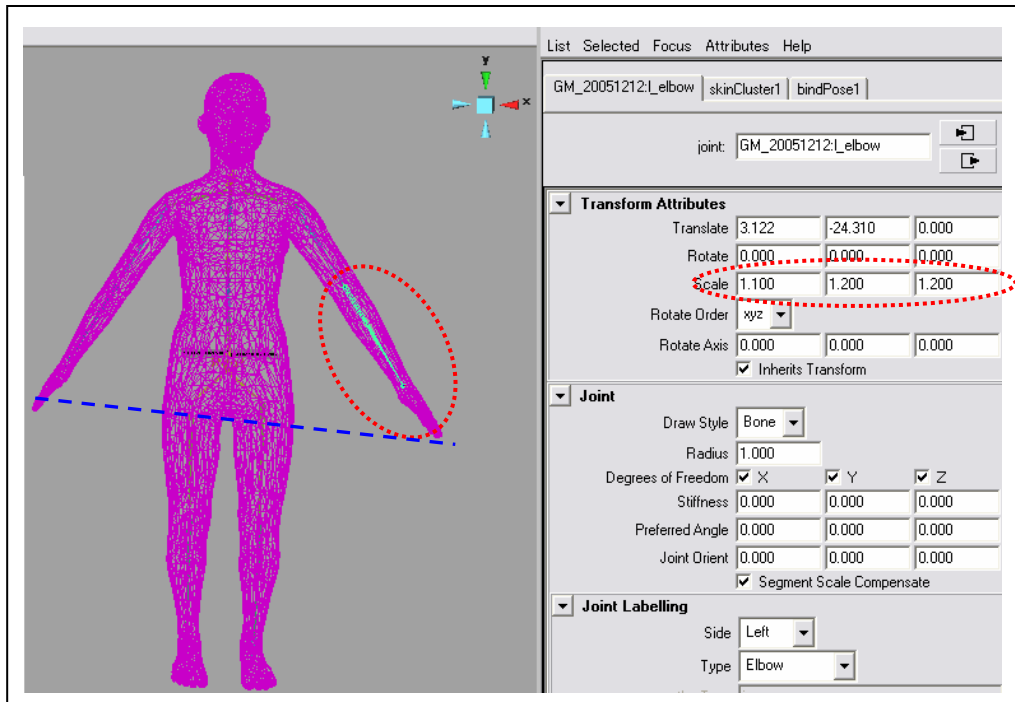 List Selected Focus Attributes Help
y
x
GM_20051212:l_elbow skinCluster1 bindPose1
joint: GM_20051212:l_elbow
Transform Attributes
Translate 3.122 -24.310 0.000
Rotate 0.000 0.000 0.000
Scale 1.100 1.200 1.200
Rotate Order xyz
Rotate Axis 0.000 0.000 0.000
Inherits Transform
Joint
Draw Style Bone
Radius 1.000
Degrees of Freedom X Y Z
Stiffness 0.000 0.000 0.000
Preferred Angle 0.000 0.000 0.000
Joint Orient 0.000 0.000 0.000
Segment Scale Compensate
Joint Labelling
Side Left
Type Elbow